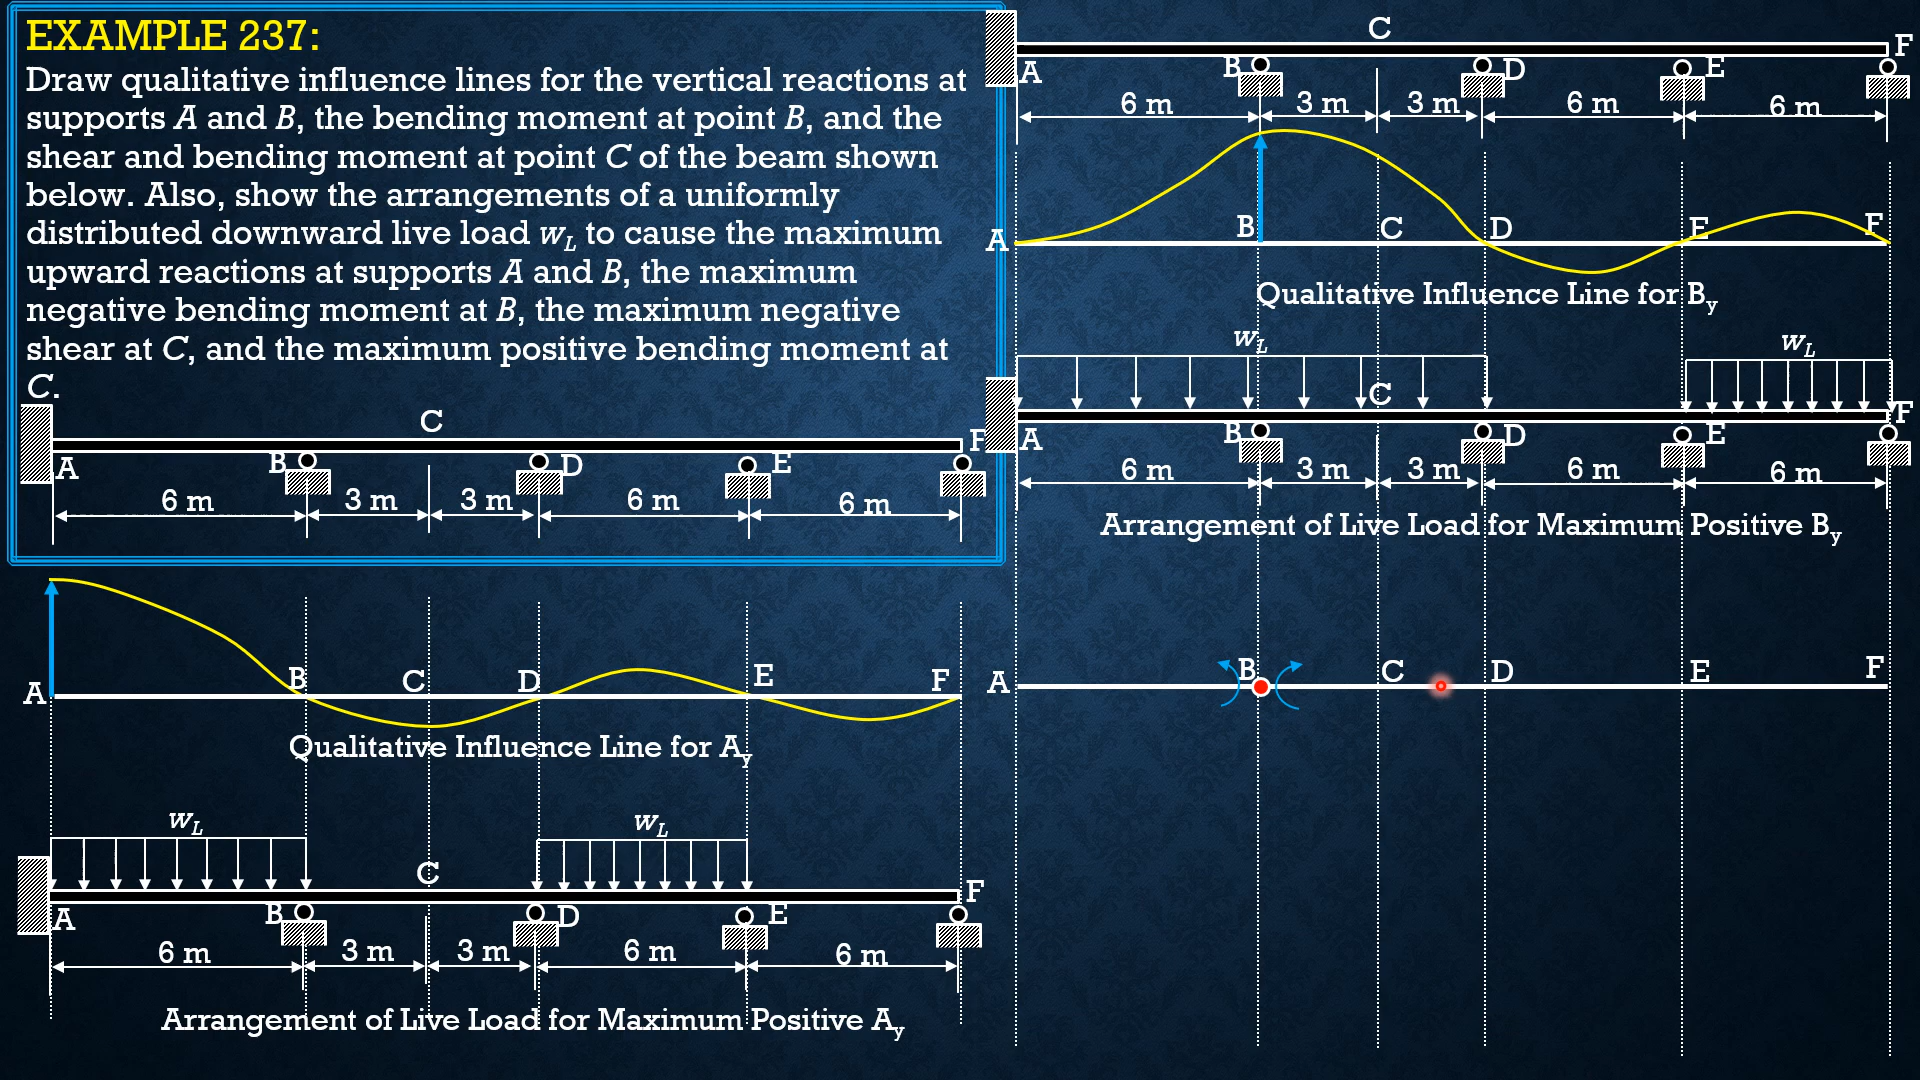 EXAMPLE 237:
Draw qualitative influence lines for the vertical reactions at
supports A and B, the bending moment at point B, and the
shear and bending moment at point C of the beam shown
below. Also, show the arrangements of a uniformly
distributed downward live load wL to cause the maximum
upward reactions at supports A and B, the maximum
negative bending moment at B, the maximum negative
shear at C, and the maximum positive bending moment at
C.
C
F
A B D E
6 m 3 m 3 m 6 m 6 m
A B C D E F
Qualitative Influence Line for Ay
wL wL
C
F
A B D E
6 m 3 m 3 m 6 m 6 m
Arrangement of Live Load for Maximum Positive Ay
C
F
A B D E
6 m 3 m 3 m 6 m 6 m
A B C D E F
Qualitative Influence Line for By
wL wL
C
F
A B D E
6 m 3 m 3 m 6 m 6 m
Arrangement of Live Load for Maximum Positive By
A B C D E F